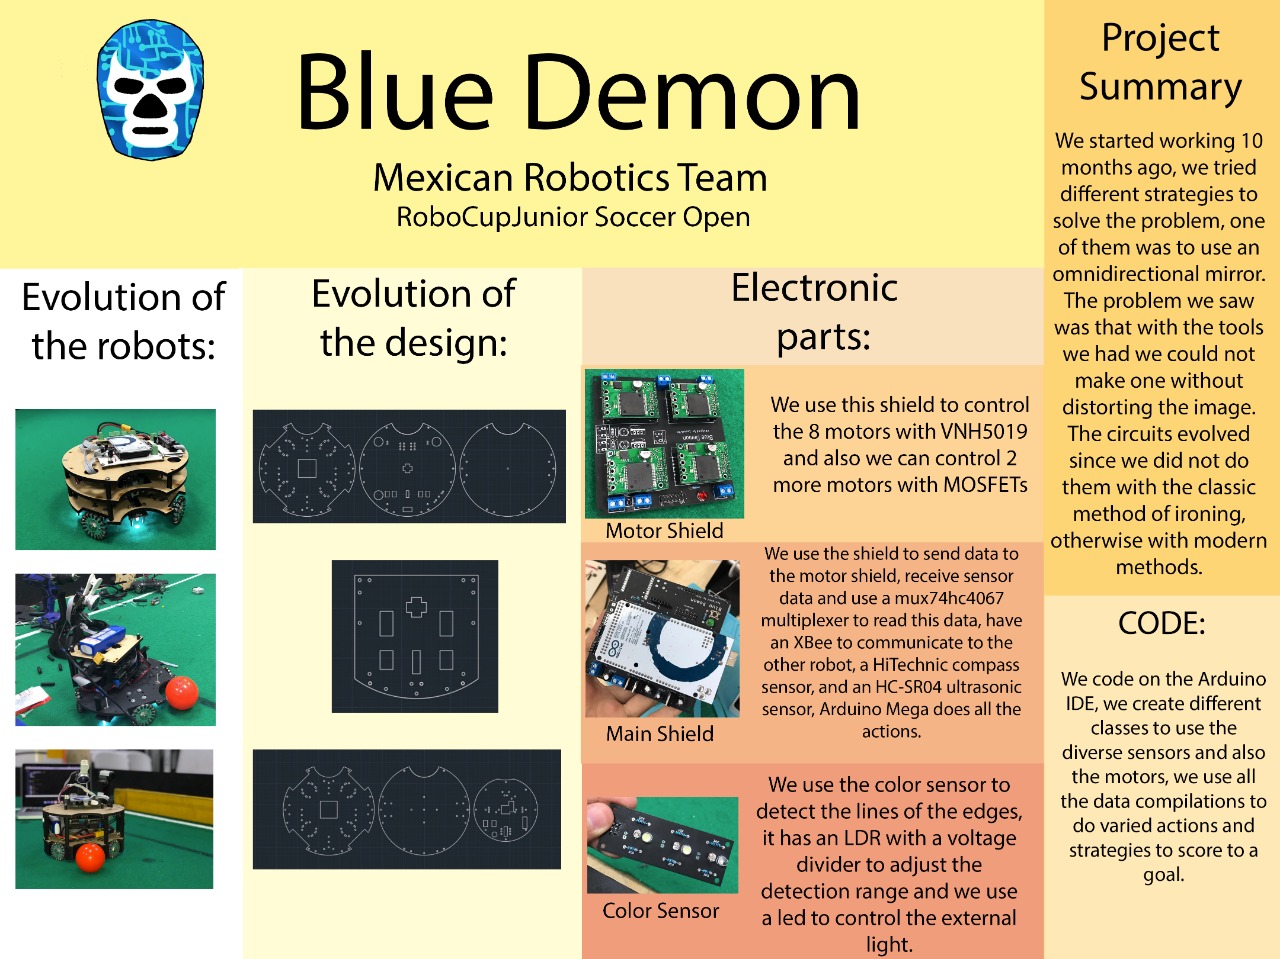 Blue Demon
Mexican Robotics Team
RoboCupJunior Soccer Open
Evolution of
the robots:
Evolution of
the design:
Electronic
parts:
We use this shield to control
the 8 motors with VNH5019
and also we can control 2
more motors with MOSFETs
Motor Shield
We use the shield to send data to
the motor shield, receive sensor
data and use a mux74hc4067
multiplexer to read this data, have
an XBee to communicate to the
other robot, a HiTechnic compass
sensor, and an HC-SR04 ultrasonic
sensor, Arduino Mega does all the
actions.
Main Shield
We use the color sensor to
detect the lines of the edges,
it has an LDR with a voltage
divider to adjust the
detection range and we use
a led to control the external
light.
Color Sensor
Project
Summary
We started working 10
months ago, we tried
different strategies to
solve the problem, one
of them was to use an
omnidirectional mirror.
The problem we saw
was that with the tools
we had we could not
make one without
distorting the image.
The circuits evolved
since we did not do
them with the classic
method of ironing,
otherwise with modern
methods.
CODE:
We code on the Arduino
IDE, we create different
classes to use the
diverse sensors and also
the motors, we use all
the data compilations to
do varied actions and
strategies to score to a
goal.